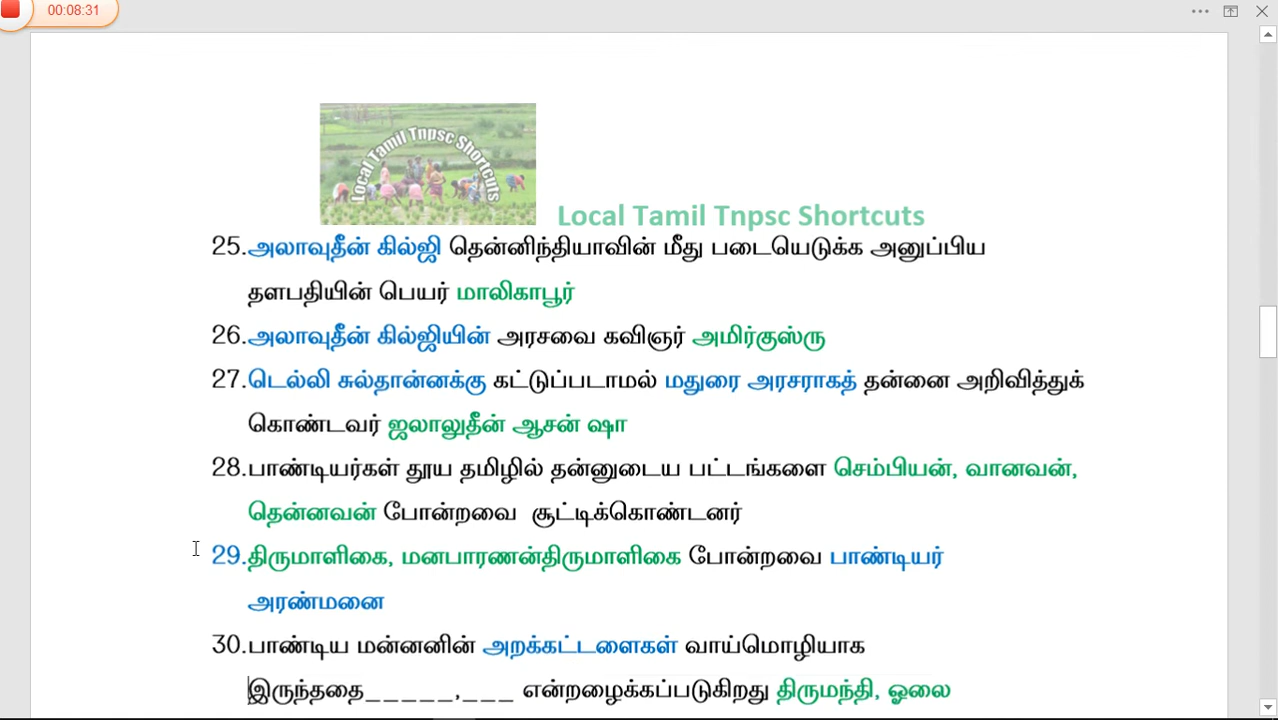 00:08:31
Local Tamil Tnpsc Shortcuts
Local Tamil Tnpsc Shortcuts
25.அலாவுதீன் கில்ஜி தென்னிந்தியாவின் மீது படையெடுக்க அனுப்பிய
தளபதியின் பெயர் மாலிகாபூர்
26.அலாவுதீன் கில்ஜியின் அரசவை கவிஞர் அமிர்குஸ்ரு
27.டெல்லி சுல்தான்னக்கு கட்டுப்படாமல் மதுரை அரசராகத் தன்னை அறிவித்துக்
கொண்டவர் ஜலாலுதீன் ஆசன் ஷா
28.பாண்டியர்கள் தூய தமிழில் தன்னுடைய பட்டங்களை செம்பியன், வானவன்,
தென்னவன் போன்றவை சூட்டிக்கொண்டனர்
29.திருமாளிகை, மனபாரணன்திருமாளிகை போன்றவை பாண்டியர்
அரண்மனை
30.பாண்டிய மன்னனின் அறக்கட்டளைகள் வாய்மொழியாக
இருந்ததை_____,___ என்றழைக்கப்படுகிறது திருமந்தி, ஓலை